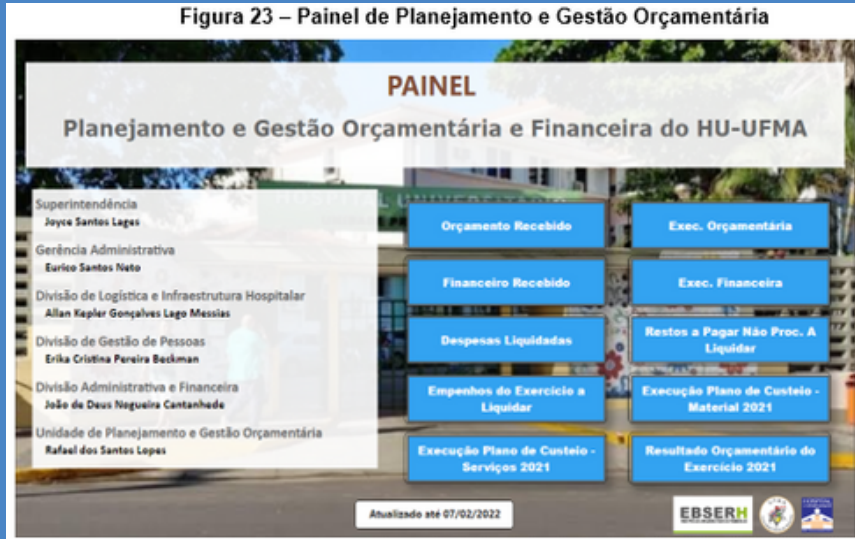 Figura 23 – Painel de Planejamento e Gestão Orçamentária
PAINEL
Planejamento e Gestão Orçamentária e Financeira do HU-UFMA
Superintendência
Joyce Santos Lages
Gerência Administrativa
Eurico Santos Neto
Divisão de Logística e Infraestrutura Hospitalar
Allan Kepler Gonçalves Lago Messias
Divisão de Gestão de Pessoas
Erika Cristina Pereira Beckman
Divisão Administrativa e Financeira
João de Deus Nogueira Cantanhede
Unidade de Planejamento e Gestão Orçamentária
Rafael dos Santos Lopes
HOSPITAL UNIVERSITÁRIO
Orçamento Recebido
Exec. Orçamentária
Financeiro Recebido
Exec. Financeira
Despesas Liquidadas
Restos a Pagar Não Proc. A
Liquidar
Empenhos do Exercício a
Liquidar
Execução Plano de Custeio -
Material 2021
Execução Plano de Custeio -
Serviços 2021
Resultado Orçamentário do
Exercício 2021
Atualizado até 07/02/2022
EBSERH